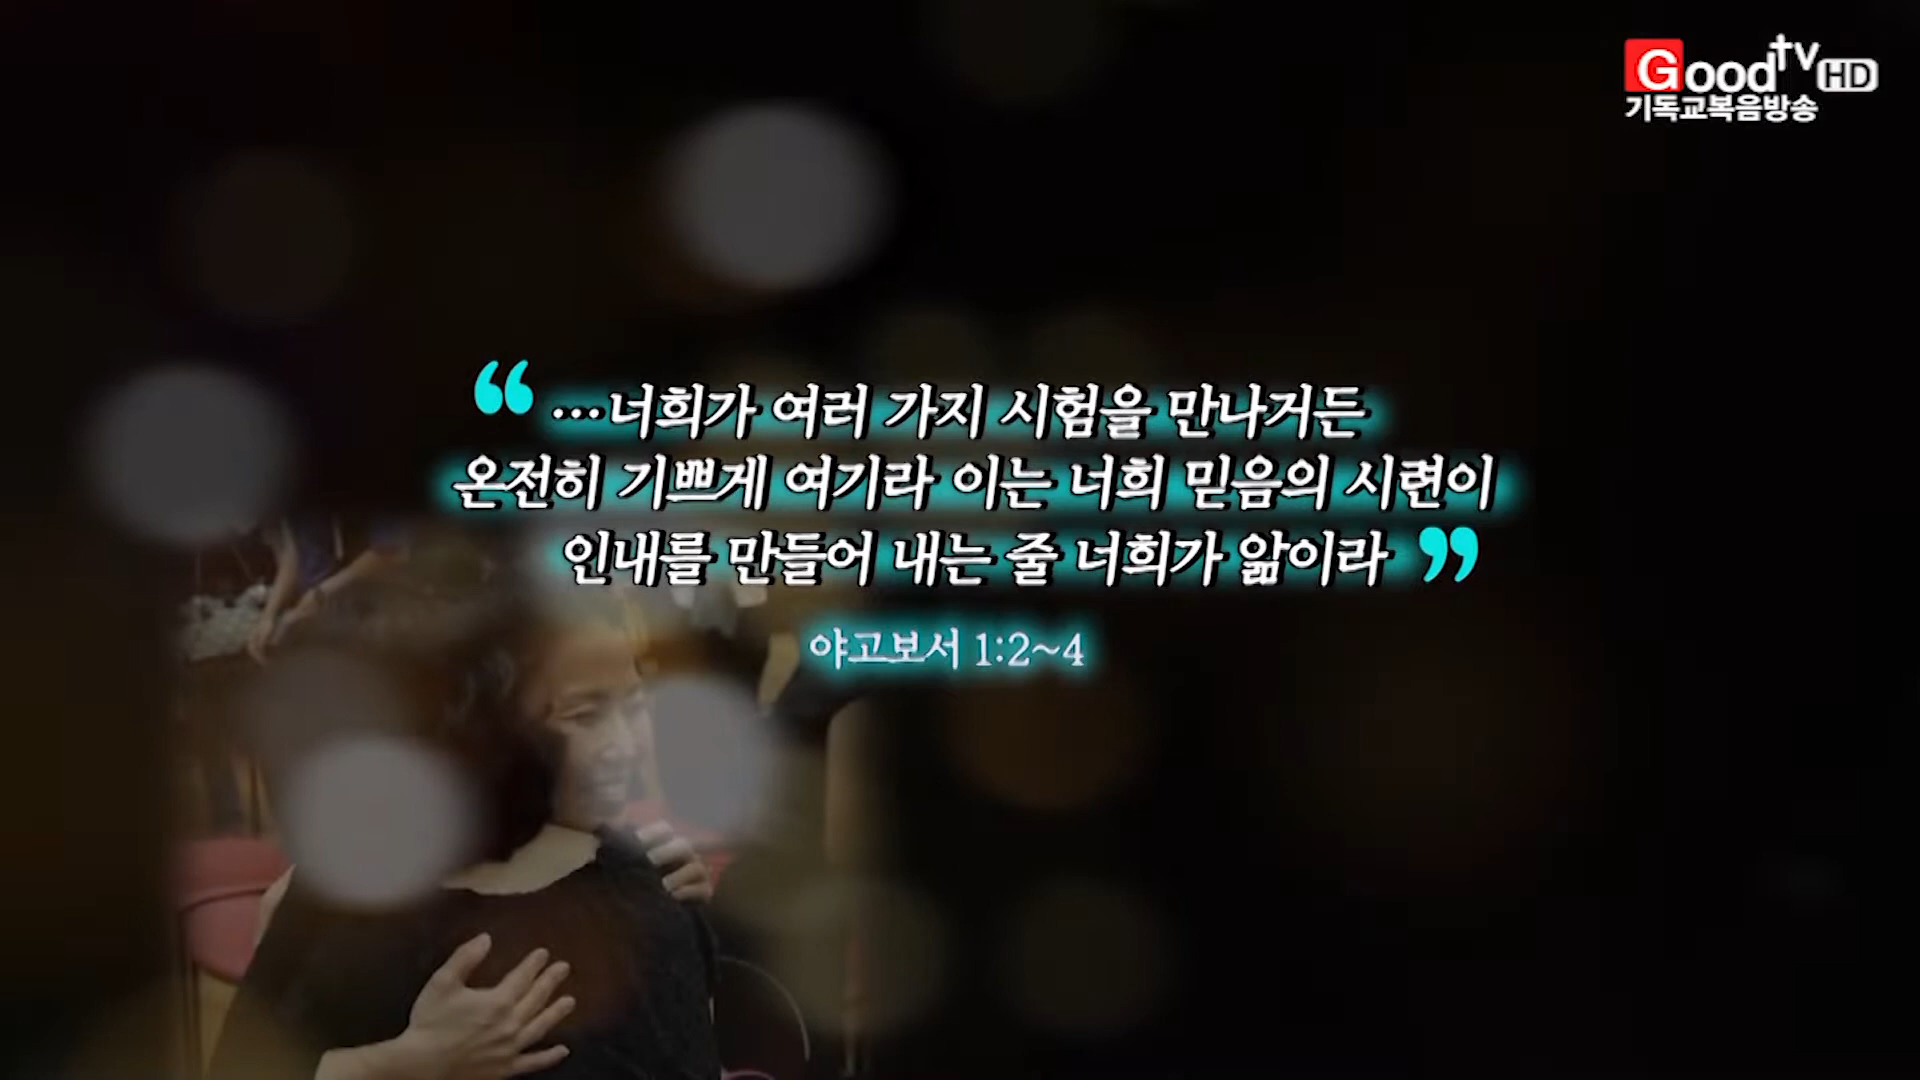 Good tv HD
기독교복음방송
“…너희가 여러 가지 시험을 만나거든
온전히 기쁘게 여기라 이는 너희 믿음의 시련이
인내를 만들어 내는 줄 너희가 앎이라”
야고보서 1:2~4